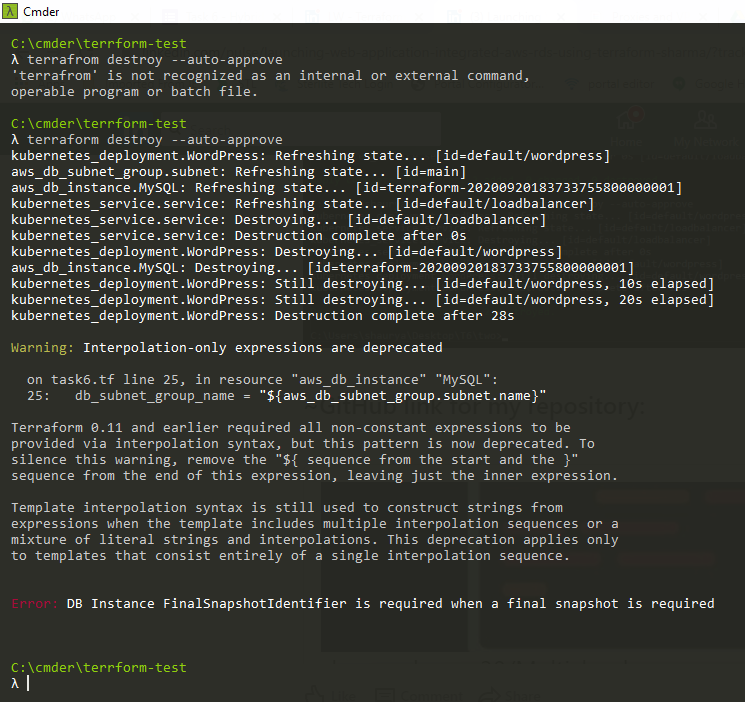 λ Cmder
C:\cmder\terrform-test
λ terrafrom destroy --auto-approve
'terrafrom' is not recognized as an internal or external command,
operable program or batch file.
C:\cmder\terrform-test
λ terraform destroy --auto-approve
kubernetes_deployment.WordPress: Refreshing state... [id=default/wordpress]
aws_db_subnet_group.subnet: Refreshing state... [id=main]
aws_db_instance.MySQL: Refreshing state... [id=terraform-20200920183733755800000001]
kubernetes_service.service: Refreshing state... [id=default/loadbalancer]
kubernetes_service.service: Destroying... [id=default/loadbalancer]
kubernetes_service.service: Destruction complete after 0s
kubernetes_deployment.WordPress: Destroying... [id=default/wordpress]
aws_db_instance.MySQL: Destroying... [id=terraform-20200920183733755800000001]
kubernetes_deployment.WordPress: Still destroying... [id=default/wordpress, 10s elapsed]
kubernetes_deployment.WordPress: Still destroying... [id=default/wordpress, 20s elapsed]
kubernetes_deployment.WordPress: Destruction complete after 28s
Warning: Interpolation-only expressions are deprecated
on task6.tf line 25, in resource "aws_db_instance" "MySQL":
25: db_subnet_group_name = "${aws_db_subnet_group.subnet.name}"
GitHub link for my repository:
Terraform 0.11 and earlier required all non-constant expressions to be
provided via interpolation syntax, but this pattern is now deprecated. To
silence this warning, remove the "${ sequence from the start and the }"
sequence from the end of this expression, leaving just the inner expression.
Template interpolation syntax is still used to construct strings from
expressions when the template includes multiple interpolation sequences or a
mixture of literal strings and interpolations. This deprecation applies only
to templates that consist entirely of a single interpolation sequence.
Error: DB Instance FinalSnapshotIdentifier is required when a final snapshot is required
C:\cmder\terrform-test
λ